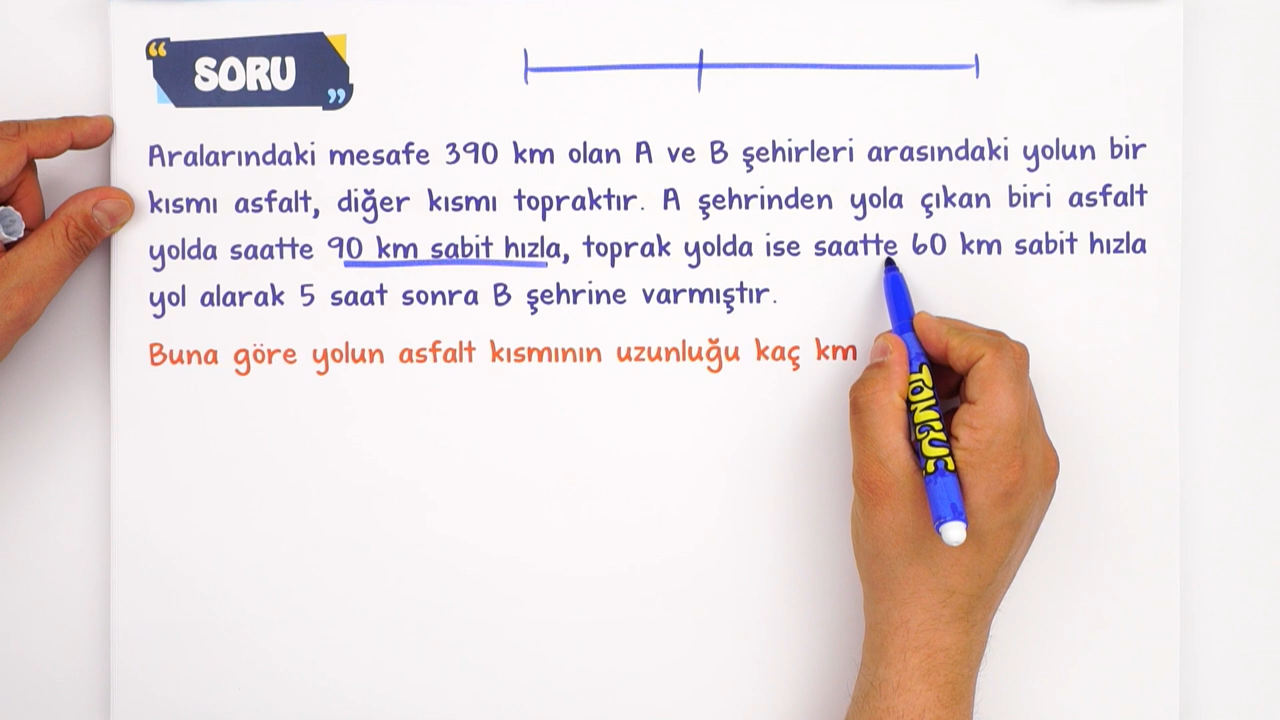 SORU
Aralarındaki mesafe 390 km olan A ve B şehirleri arasındaki yolun bir
kısmı asfalt, diğer kısmı topraktır. A şehrinden yola çıkan biri asfalt
yolda saatte 90 km sabit hızla, toprak yolda ise saatte 60 km sabit hızla
yol alarak 5 saat sonra B şehrine varmıştır.
Buna göre yolun asfalt kısmının uzunluğu kaç km
TONGUÇ